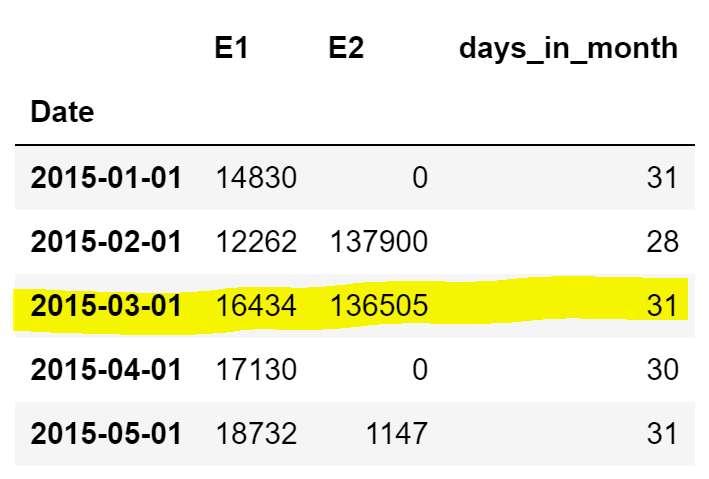 E1 E2 days_in_month
Date
2015-01-01 14830 0 31
2015-02-01 12262 137900 28
2015-03-01 16434 136505 31
2015-04-01 17130 0 30
2015-05-01 18732 1147 31